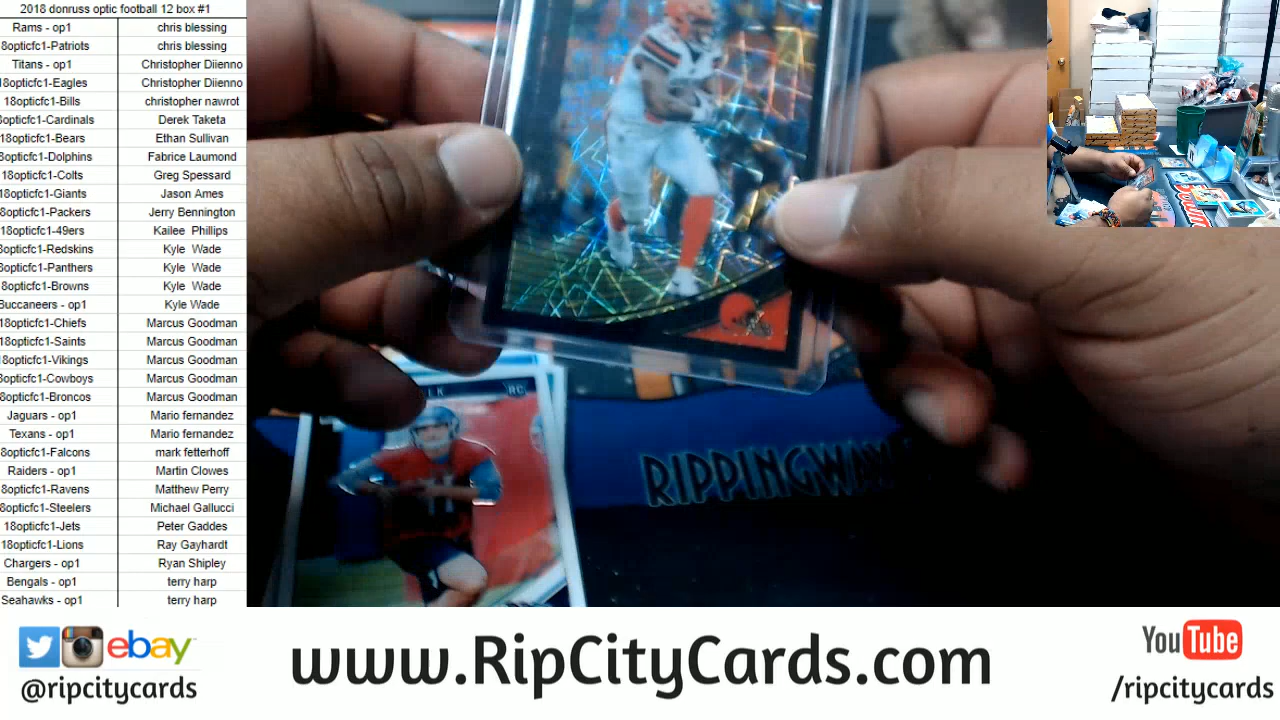 2018 donruss optic football 12 box #1
Rams - op1 chris blessing
8opticfc1-Patriots chris blessing
Titans - op1 Christopher Diienno
18opticfc1-Eagles Christopher Diienno
18opticfc1-Bills christopher nawrot
8opticfc1-Cardinals Derek Taketa
18opticfc1-Bears Ethan Sullivan
8opticfc1-Dolphins Fabrice Laumond
18opticfc1-Colts Greg Spessard
18opticfc1-Giants Jason Ames
8opticfc1-Packers Jerry Bennington
18opticfc1-49ers Kailee Phillips
8opticfc1-Redskins Kyle Wade
8opticfc1-Panthers Kyle Wade
8opticfc1-Browns Kyle Wade
Buccaneers - op1 Kyle Wade
18opticfc1-Chiefs Marcus Goodman
18opticfc1-Saints Marcus Goodman
18opticfc1-Vikings Marcus Goodman
8opticfc1-Cowboys Marcus Goodman
8opticfc1-Broncos Marcus Goodman
Jaguars - op1 Mario fernandez
Texans - op1 Mario fernandez
8opticfc1-Falcons mark fetterhoff
Raiders - op1 Martin Clowes
8opticfc1-Ravens Matthew Perry
8opticfc1-Steelers Michael Gallucci
18opticfc1-Jets Peter Gaddes
18opticfc1-Lions Ray Gayhardt
Chargers - op1 Ryan Shipley
Bengals - op1 terry harp
Seahawks - op1 terry harp
RC
RIPPINGWAX
ebay
@ripcitycards
www.RipCityCards.com
YouTube
/ripcitycards